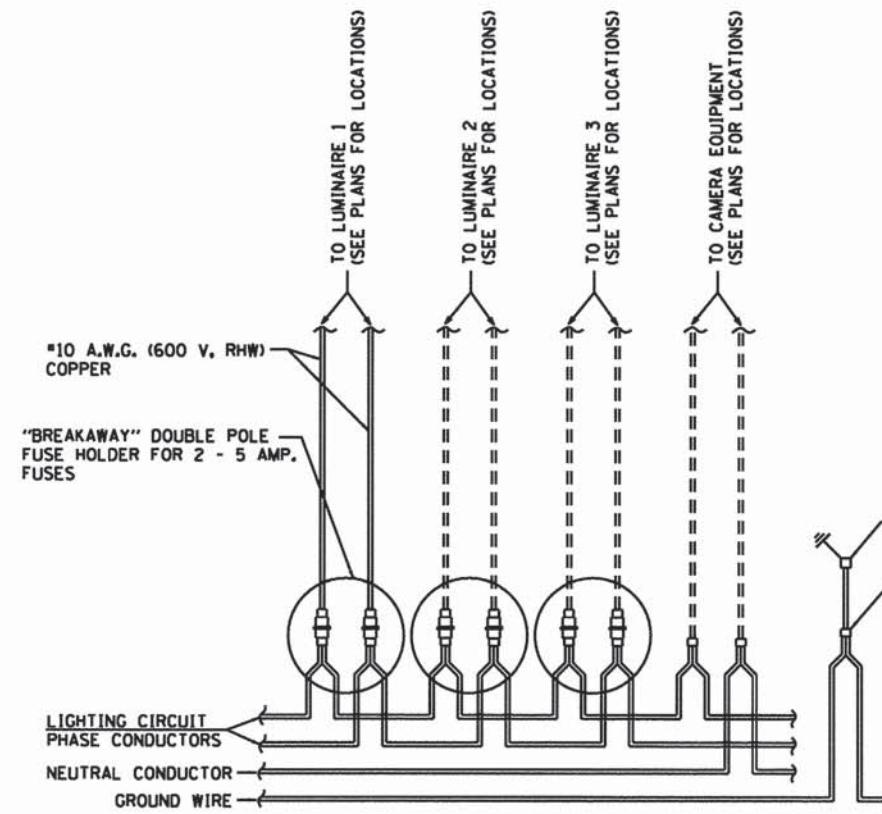 TO LUMINAIRE 1
(SEE PLANS FOR LOCATIONS)
TO LUMINAIRE 2
(SEE PLANS FOR LOCATIONS)
TO LUMINAIRE 3
(SEE PLANS FOR LOCATIONS)
TO CAMERA EQUIPMENT
(SEE PLANS FOR LOCATIONS)
#10 A.W.G. (600 V, RHW)
COPPER
"BREAKAWAY" DOUBLE POLE
FUSE HOLDER FOR 2 - 5 AMP.
FUSES
LIGHTING CIRCUIT
PHASE CONDUCTORS
NEUTRAL CONDUCTOR
GROUND WIRE